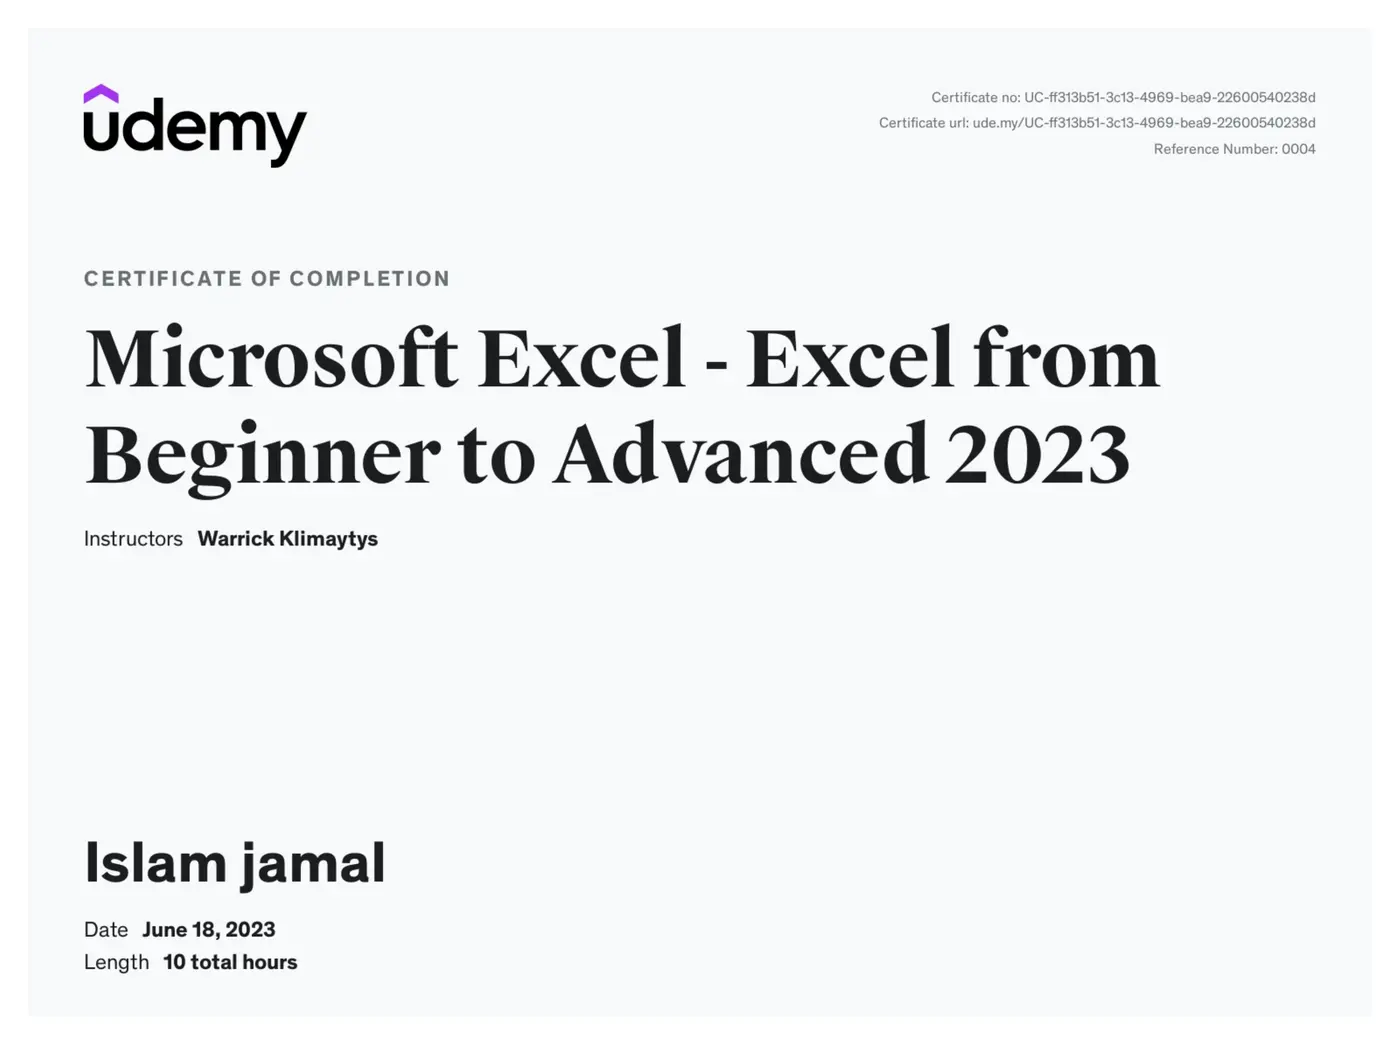 udemy
Certificate no: UC-ff313b51-3c13-4969-bea9-22600540238d
Certificate url: ude.my/UC-ff313b51-3c13-4969-bea9-22600540238d
Reference Number: 0004
CERTIFICATE OF COMPLETION
Microsoft Excel - Excel from
Beginner to Advanced 2023
Instructors Warrick Klimaytys
Islam jamal
Date June 18, 2023
Length 10 total hours